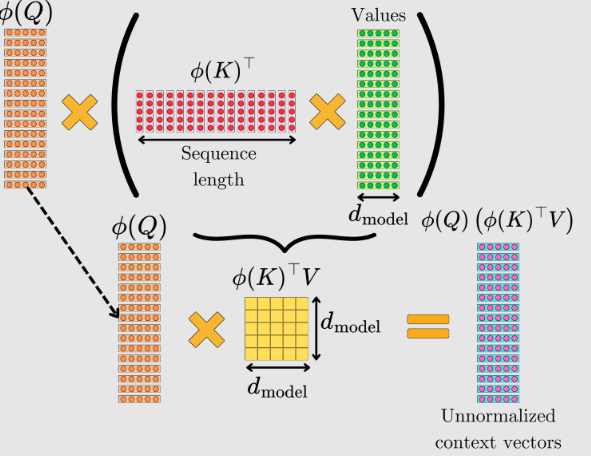 ϕ(Q)
Values
ϕ(K)⊤
Sequence
length
d_model
ϕ(Q)
ϕ(Q) (ϕ(K)⊤V)
ϕ(K)⊤V
d_model
d_model
Unnormalized
context vectors